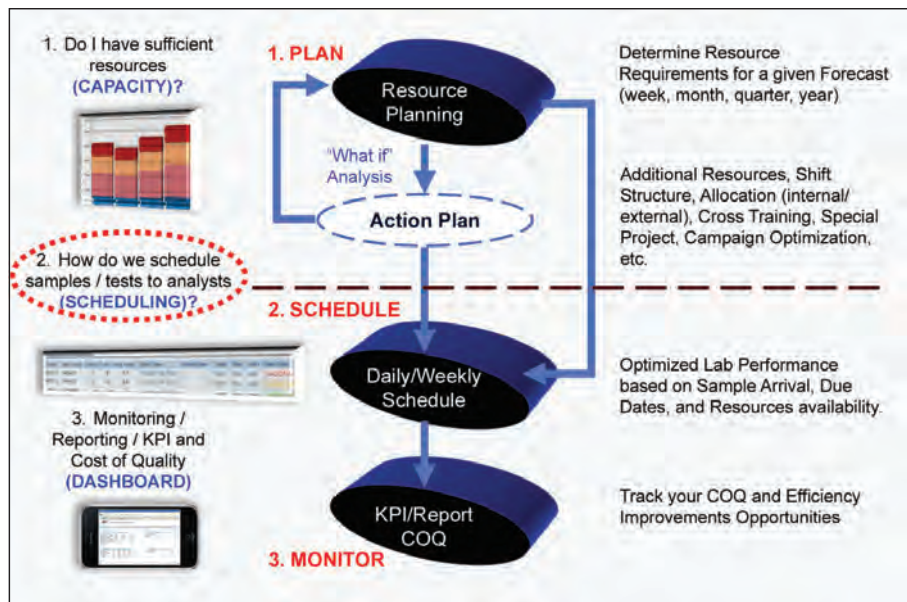 1. Do I have sufficient
resources
(CAPACITY)?
1. PLAN
Resource
Planning
Determine Resource
Requirements for a given Forecast
(week, month, quarter, year)
"What if"
Analysis
Action Plan
Additional Resources, Shift
Structure, Allocation (internal/
external), Cross Training, Special
Project, Campaign Optimization,
etc.
2. How do we schedule
samples / tests to analysts
(SCHEDULING)?
2. SCHEDULE
Daily/Weekly
Schedule
Optimized Lab Performance
based on Sample Arrival, Due
Dates, and Resources availability.
3. Monitoring /
Reporting / KPI and
Cost of Quality
(DASHBOARD)
KPI/Report
COQ
Track your COQ and Efficiency
Improvements Opportunities
3. MONITOR